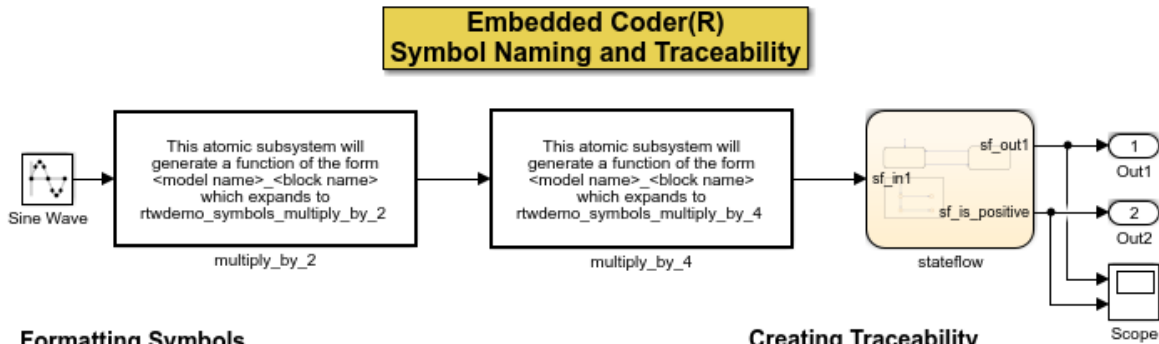 Embedded Coder(R)
Symbol Naming and Traceability
This atomic subsystem will
generate a function of the form
<model name>_<block name>
which expands to
rtwdemo_symbols_multiply_by_2
This atomic subsystem will
generate a function of the form
<model name>_<block name>
which expands to
rtwdemo_symbols_multiply_by_4
sf_in1
sf_out1
sf_is_positive
1
Out1
2
Out2
Sine Wave
multiply_by_2
multiply_by_4
stateflow
Scope
Formatting Symbols
Creating Traceability